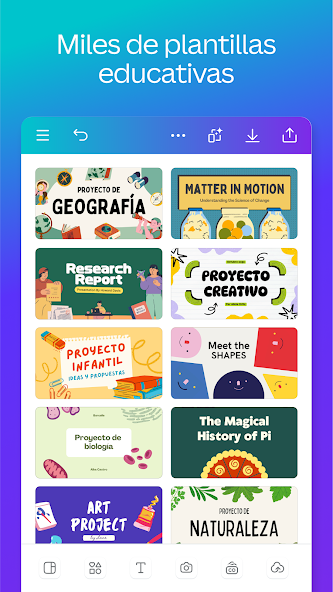 Miles de plantillas
educativas
PROYECTO DE
GEOGRAFÍA
MATTER IN MOTION
Understanding the Science of Change
Research
Report
PROYECTO
CREATIVO
PROYECTO
INFANTIL
IDEAS Y PROPUESTAS
Meet the
SHAPES
Proyecto de
biología
The Magical
History of Pi
ART
PROJECT
PROYECTO DE
NATURALEZA
T
CO